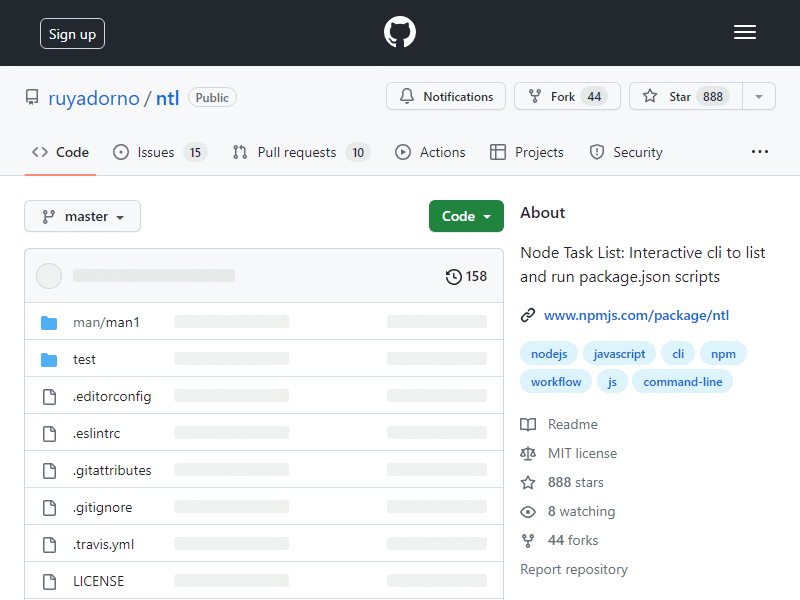 Sign up
ruyadorno / ntl Public
Notifications Fork 44 Star 888
Code Issues 15 Pull requests 10 Actions Projects Security
master Code
158
man/man1
test
.editorconfig
.eslintrc
.gitattributes
.gitignore
.travis.yml
LICENSE
About
Node Task List: Interactive cli to list
and run package.json scripts
www.npmjs.com/package/ntl
nodejs javascript cli npm
workflow js command-line
Readme
MIT license
888 stars
8 watching
44 forks
Report repository